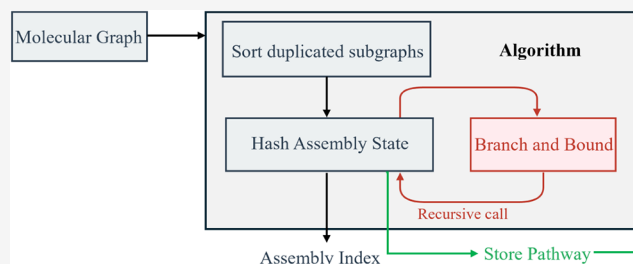 Molecular Graph
Sort duplicated subgraphs
Algorithm
Hash Assembly State
Branch and Bound
Recursive call
Assembly Index
Store Pathway